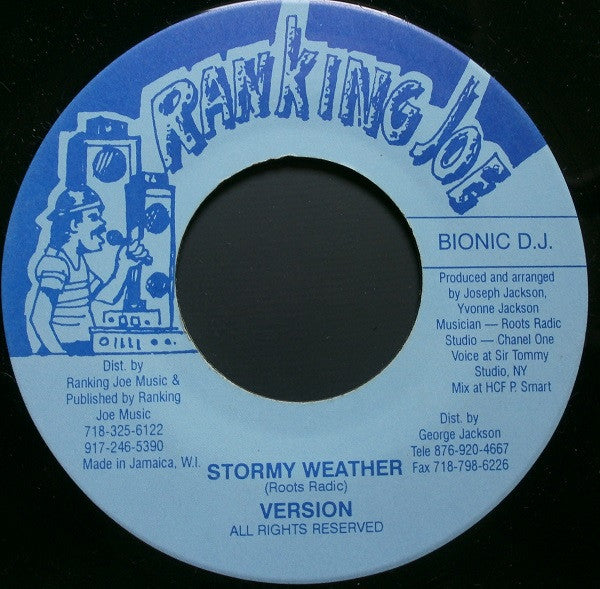 RANKING JOE
BIONIC D.J.
Produced and arranged
by Joseph Jackson,
Yvonne Jackson
Musician — Roots Radic
Studio — Chanel One
Voice at Sir Tommy
Studio, NY
Mix at HCF P. Smart
Dist. by
Ranking Joe Music &
Published by Ranking
Joe Music
718-325-6122
917-246-5390
Made in Jamaica, W.I.
Dist. by
George Jackson
Tele 876-920-4667
Fax 718-798-6226
STORMY WEATHER
(Roots Radic)
VERSION
ALL RIGHTS RESERVED